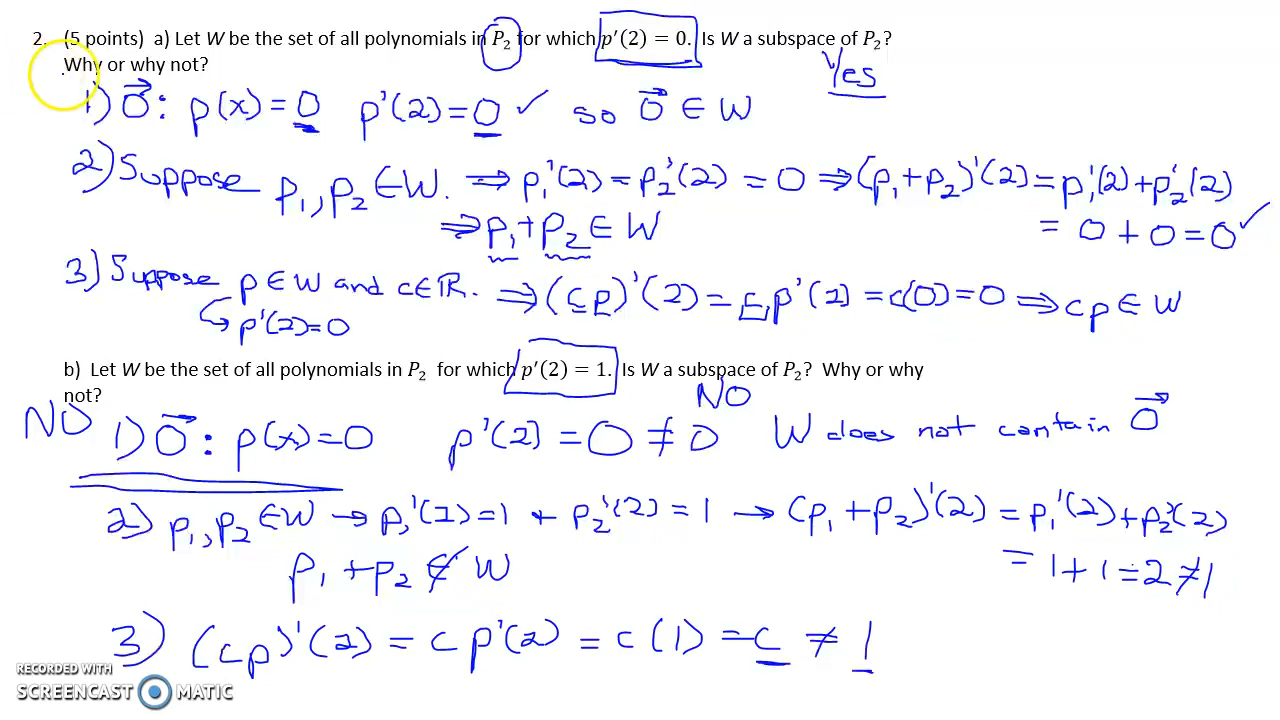 2. (5 points) a) Let W be the set of all polynomials in P₂ for which p′(2) = 0. Is W a subspace of P₂?
Why or why not?
Yes
1) 0⃗ : p(x) = 0 p'(2) = 0 ✓ so 0⃗ ∈ W
2) Suppose p₁, p₂ ∈ W. ⇒ p₁'(2) = p₂'(2) = 0 ⇒ (p₁ + p₂)'(2) = p₁'(2) + p₂'(2)
= 0 + 0 = 0 ✓
⇒ p₁ + p₂ ∈ W
3) Suppose p ∈ W and c ∈ ℝ. ⇒ (cp)'(2) = c p'(2) = c(0) = 0 ⇒ cp ∈ W
↳ p'(2) = 0
b) Let W be the set of all polynomials in P₂ for which p′(2) = 1. Is W a subspace of P₂? Why or why
not?
NO
NO
1) 0⃗ : p(x) = 0 p'(2) = 0 ≠ 0 W does not contain 0⃗
2) p₁, p₂ ∈ W → p₁'(2) = 1 + p₂'(2) = 1 → (p₁ + p₂)'(2) = p₁'(2) + p₂'(2)
= 1 + 1 = 2 ≠ 1
p₁ + p₂ ∉ W
3) (cp)'(2) = c p'(2) = c(1) = c ≠ 1
RECORDED WITH
SCREENCAST MATIC